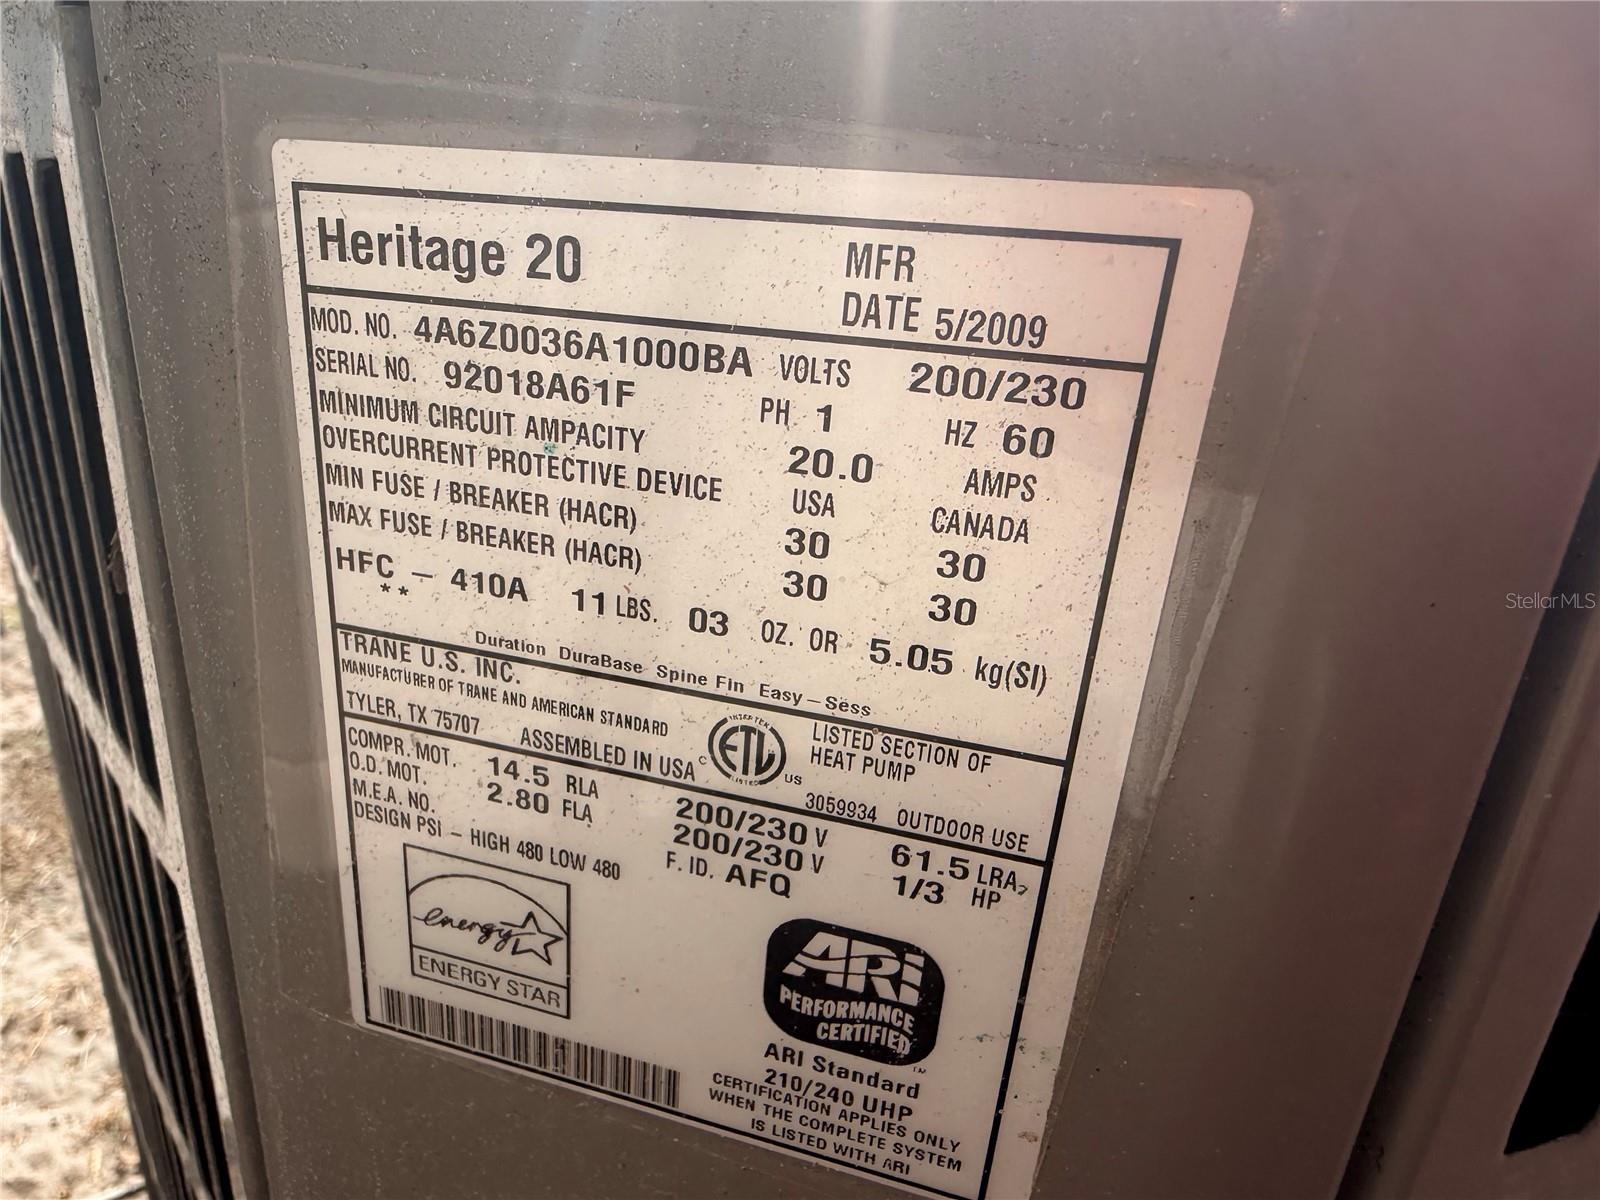 Heritage 20
MFR
DATE 5/2009
MOD. NO. 4A6Z0036A1000BA VOLTS 200/230
SERIAL NO. 92018A61F PH 1 HZ 60
MINIMUM CIRCUIT AMPACITY 20.0 AMPS
OVERCURRENT PROTECTIVE DEVICE USA CANADA
MIN FUSE / BREAKER (HACR) 30 30
MAX FUSE / BREAKER (HACR) 30 30
HFC - 410A 11 LBS. 03 OZ. OR 5.05 kg(SI)
**
Duration DuraBase Spine Fin Easy-Sess
TRANE U.S. INC.
MANUFACTURER OF TRANE AND AMERICAN STANDARD
TYLER, TX 75707 ASSEMBLED IN USA
INTERTEK
C ETL US
LISTED
LISTED SECTION OF
HEAT PUMP
3059934 OUTDOOR USE
COMPR. MOT. 14.5 RLA 200/230 V 61.5 LRA
O.D. MOT. 2.80 FLA 200/230 V 1/3 HP
M.E.A. NO. F. ID. AFQ
DESIGN PSI - HIGH 480 LOW 480
energy
ENERGY STAR
ARI
PERFORMANCE
CERTIFIED
TM
ARI Standard
210/240 UHP
CERTIFICATION APPLIES ONLY
WHEN THE COMPLETE SYSTEM
IS LISTED WITH ARI
StellarMLS